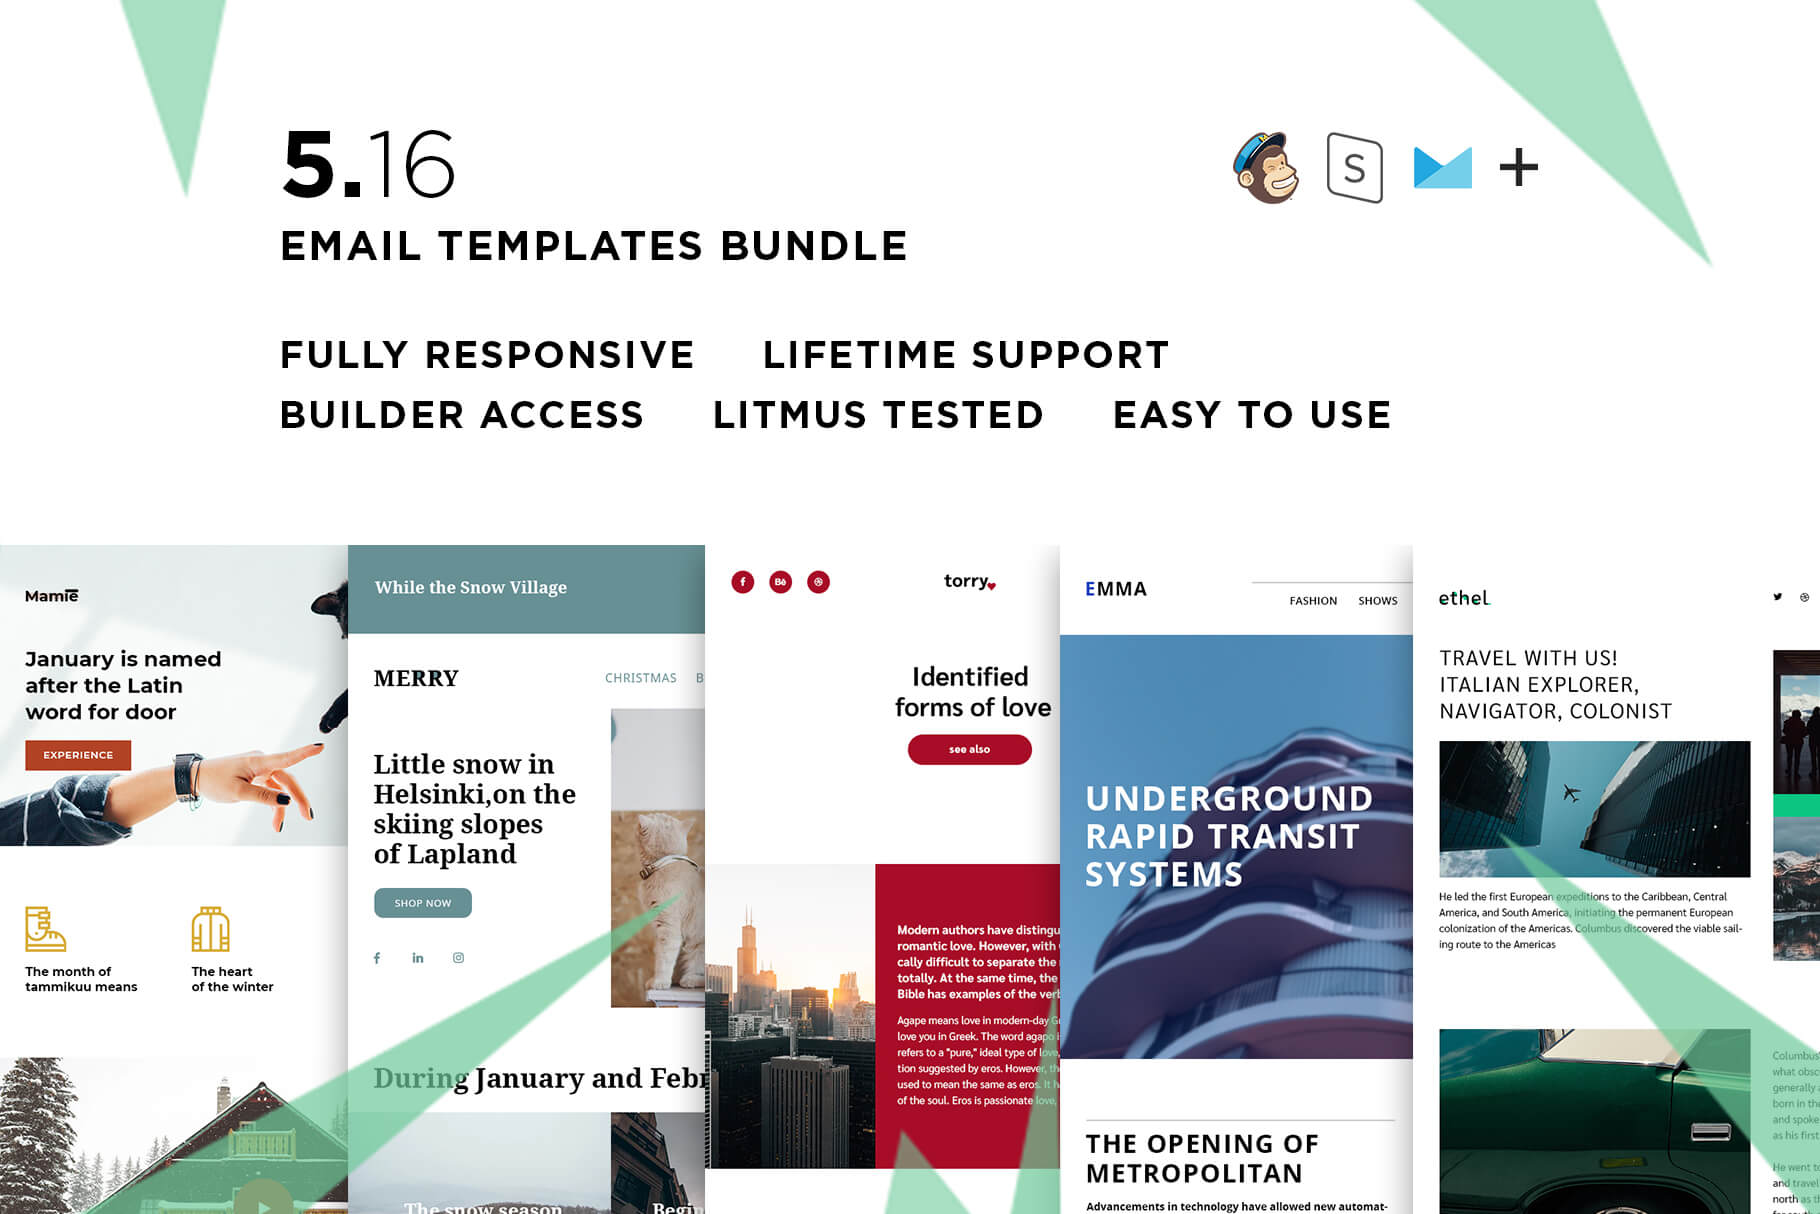 5.16
S
EMAIL TEMPLATES BUNDLE
FULLY RESPONSIVE LIFETIME SUPPORT
BUILDER ACCESS LITMUS TESTED EASY TO USE
Mamie
January is named
after the Latin
word for door
EXPERIENCE
The month of
tammikuu means
The heart
of the winter
While the Snow Village
MERRY
CHRISTMAS B
Little snow in
Helsinki,on the
skiing slopes
of Lapland
SHOP NOW
f in
During January and Febr
The snow season
Begin
f Bē
torry
Identified
forms of love
see also
Modern authors have distingu
romantic love. However, with
cally difficult to separate the
totally. At the same time, the
Bible has examples of the verb
Agape means love in modern-day G
love you in Greek. The word agapo
refers to a "pure," ideal type of love,
tion suggested by eros. However, th
used to mean the same as eros. It h
of the soul. Eros is passionate love,
EMMA
FASHION SHOWS
UNDERGROUND
RAPID TRANSIT
SYSTEMS
THE OPENING OF
METROPOLITAN
Advancements in technology have allowed new automat-
ethel.
TRAVEL WITH US!
ITALIAN EXPLORER,
NAVIGATOR, COLONIST
He led the first European expeditions to the Caribbean, Central
America, and South America, initiating the permanent European
colonization of the Americas. Columbus discovered the viable sail-
ing route to the Americas
Columbus
what obsc
generally
born in the
and spoke
as his first
He went to
and travel
north as th